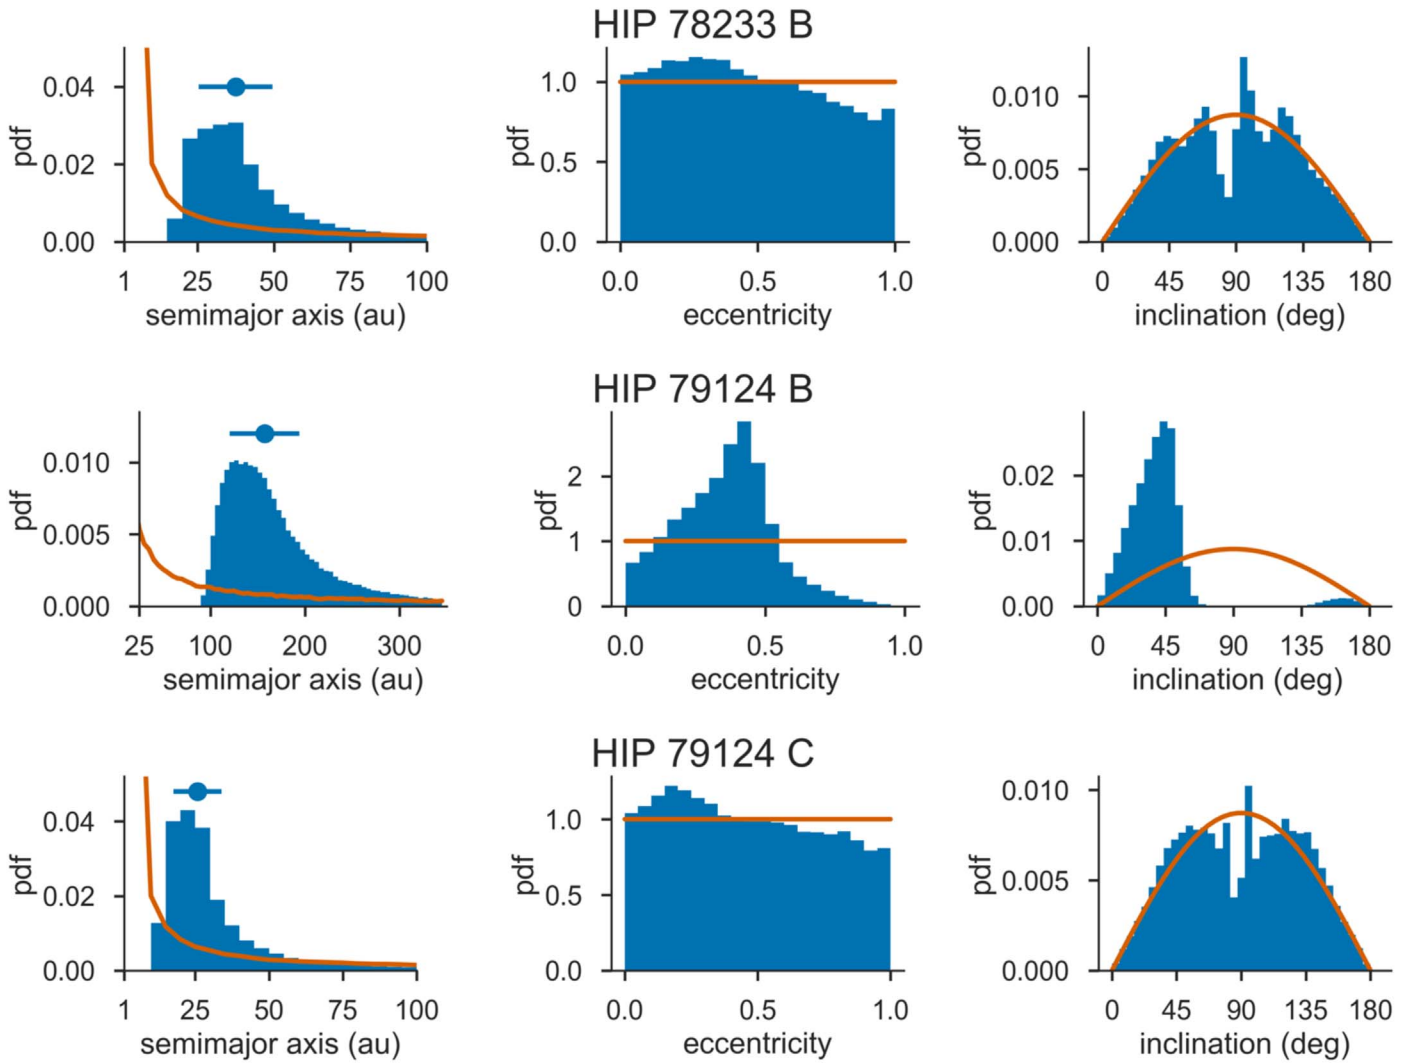 HIP 78233 B
pdf
0.04
0.02
0.00
1 25 50 75 100
semimajor axis (au)
pdf
1.0
0.5
0.0
0.0 0.5 1.0
eccentricity
pdf
0.010
0.005
0.000
0 45 90 135 180
inclination (deg)
HIP 79124 B
pdf
0.010
0.005
0.000
25 100 200 300
semimajor axis (au)
pdf
2
1
0
0.0 0.5 1.0
eccentricity
pdf
0.02
0.01
0.00
0 45 90 135 180
inclination (deg)
HIP 79124 C
pdf
0.04
0.02
0.00
1 25 50 75 100
semimajor axis (au)
pdf
1.0
0.5
0.0
0.0 0.5 1.0
eccentricity
pdf
0.010
0.005
0.000
0 45 90 135 180
inclination (deg)